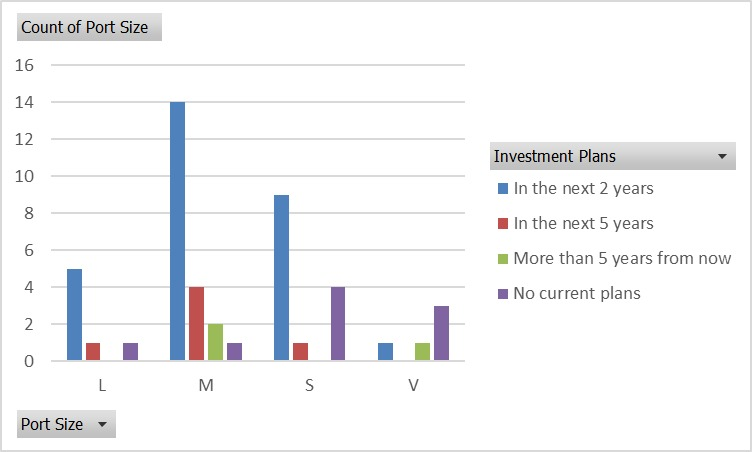 Count of Port Size
16
14
12
10
8
6
4
2
0
L M S V
Port Size
Investment Plans
In the next 2 years
In the next 5 years
More than 5 years from now
No current plans